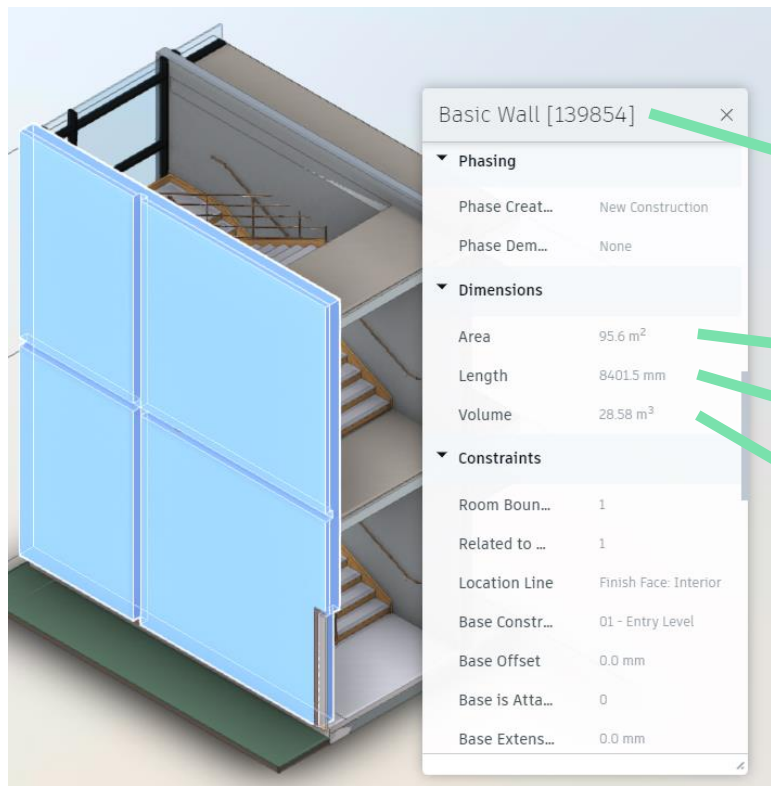 Basic Wall [139854]
Phasing
Phase Creat... New Construction
Phase Dem... None
Dimensions
Area 95.6 m²
Length 8401.5 mm
Volume 28.58 m³
Constraints
Room Boun... 1
Related to ... 1
Location Line Finish Face: Interior
Base Constr... 01 - Entry Level
Base Offset 0.0 mm
Base is Atta... 0
Base Extens... 0.0 mm